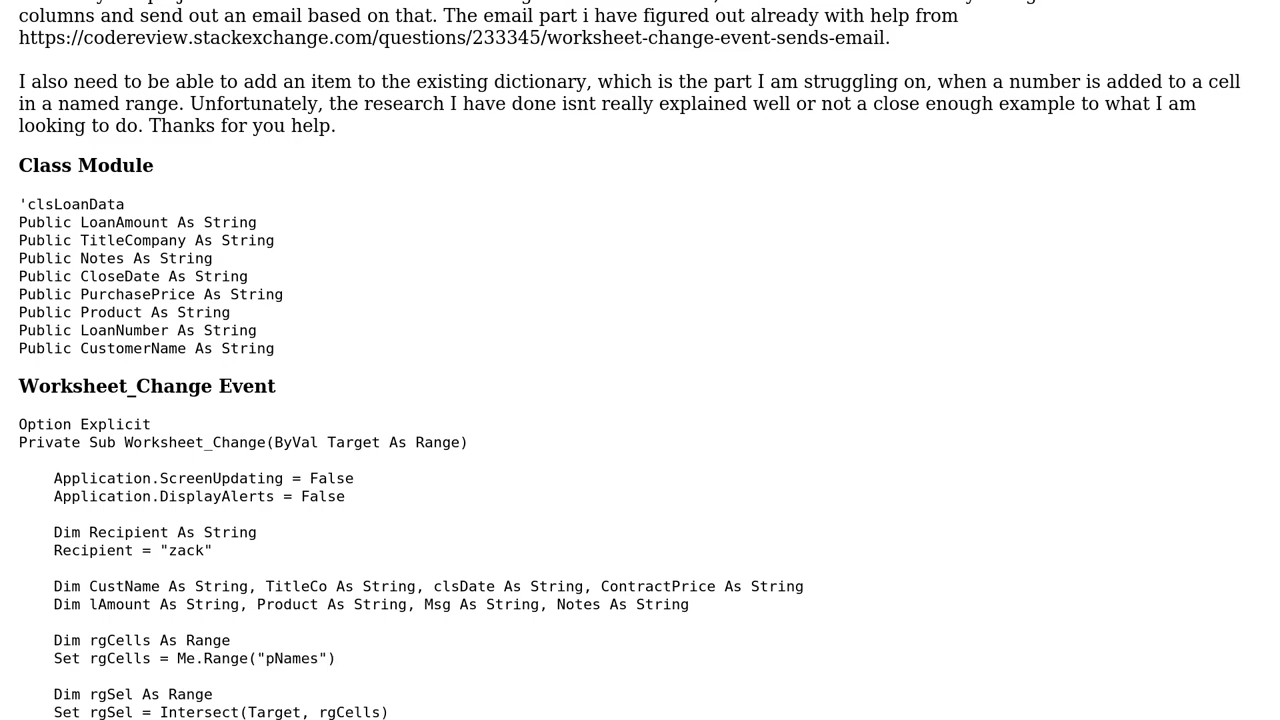 columns and send out an email based on that. The email part i have figured out already with help from
https://codereview.stackexchange.com/questions/233345/worksheet-change-event-sends-email.
I also need to be able to add an item to the existing dictionary, which is the part I am struggling on, when a number is added to a cell
in a named range. Unfortunately, the research I have done isnt really explained well or not a close enough example to what I am
looking to do. Thanks for you help.
Class Module
'clsLoanData
Public LoanAmount As String
Public TitleCompany As String
Public Notes As String
Public CloseDate As String
Public PurchasePrice As String
Public Product As String
Public LoanNumber As String
Public CustomerName As String
Worksheet_Change Event
Option Explicit
Private Sub Worksheet_Change(ByVal Target As Range)
    Application.ScreenUpdating = False
    Application.DisplayAlerts = False
    Dim Recipient As String
    Recipient = "zack"
    Dim CustName As String, TitleCo As String, clsDate As String, ContractPrice As String
    Dim lAmount As String, Product As String, Msg As String, Notes As String
    Dim rgCells As Range
    Set rgCells = Me.Range("pNames")
    Dim rgSel As Range
    Set rgSel = Intersect(Target, rgCells)